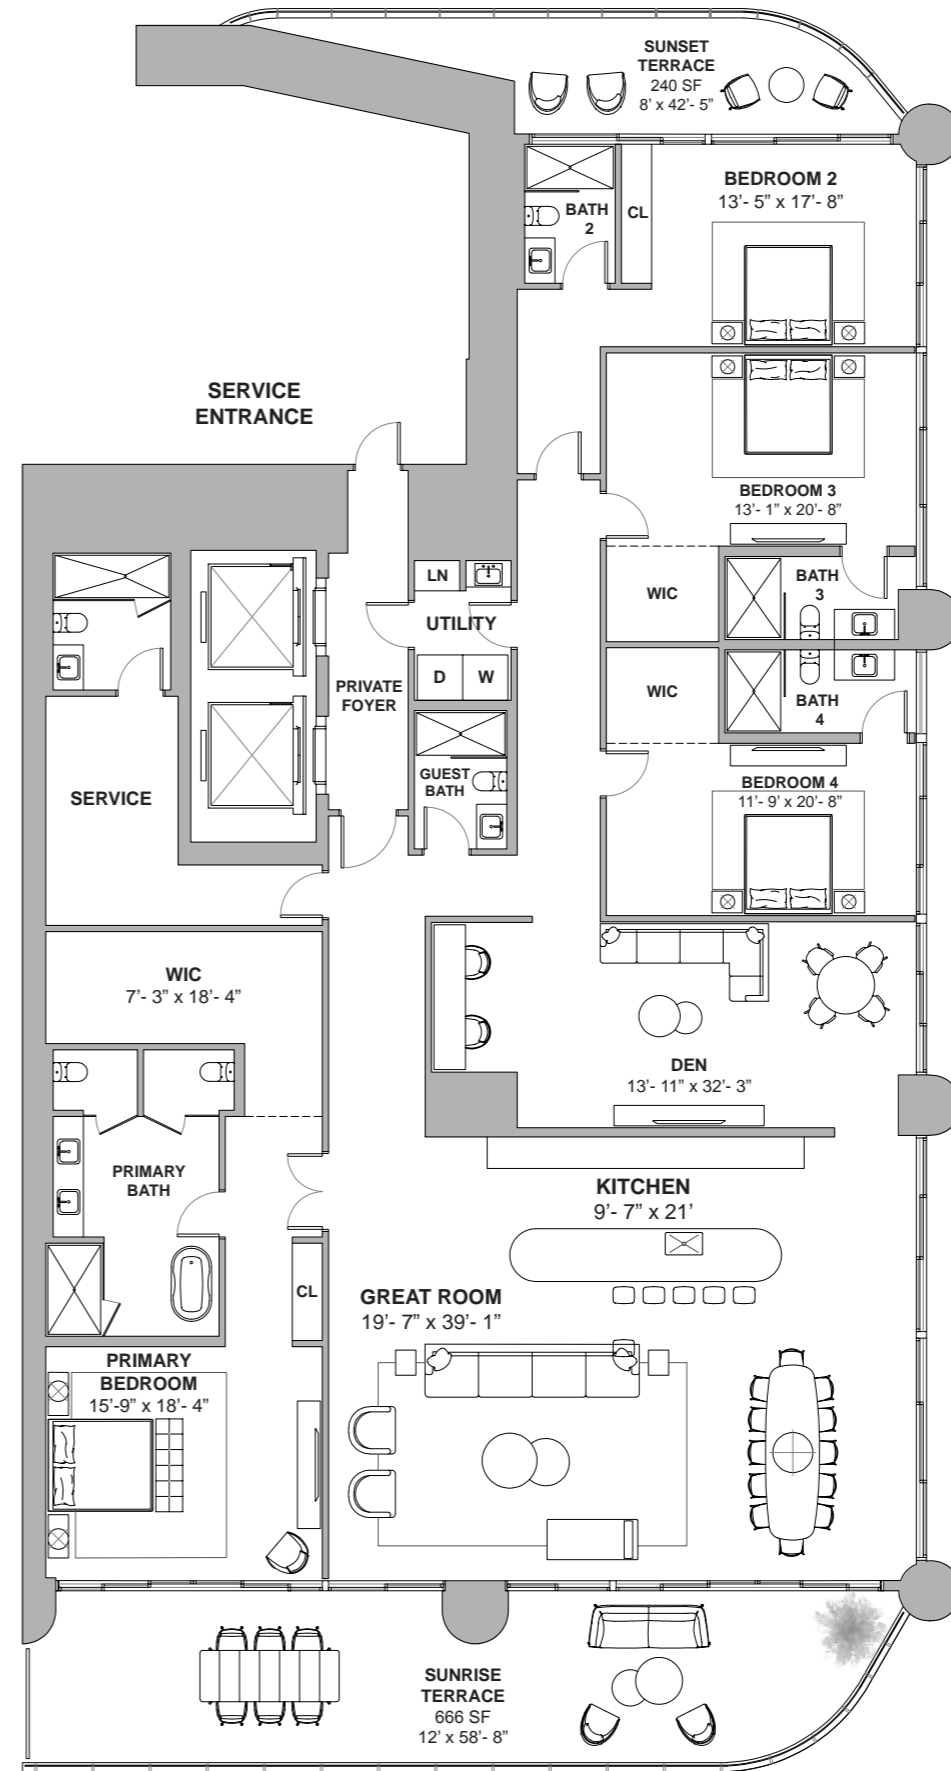 SUNSET
TERRACE
240 SF
8' x 42'- 5”
BEDROOM 2
13'- 5” x 17'- 8”
BATH
2
CL
SERVICE
ENTRANCE
BEDROOM 3
13'- 1” x 20'- 8”
LN
BATH
3
WIC
UTILITY
D
W
PRIVATE
FOYER
WIC
BATH
4
GUEST
BATH
BEDROOM 4
11'- 9' x 20'- 8”
SERVICE
WIC
7'- 3” x 18'- 4”
DEN
13'- 11” x 32'- 3”
PRIMARY
BATH
KITCHEN
9'- 7” x 21'
CL
GREAT ROOM
19'- 7” x 39'- 1”
PRIMARY
BEDROOM
15'-9” x 18'- 4”
SUNRISE
TERRACE
666 SF
12' x 58'- 8”